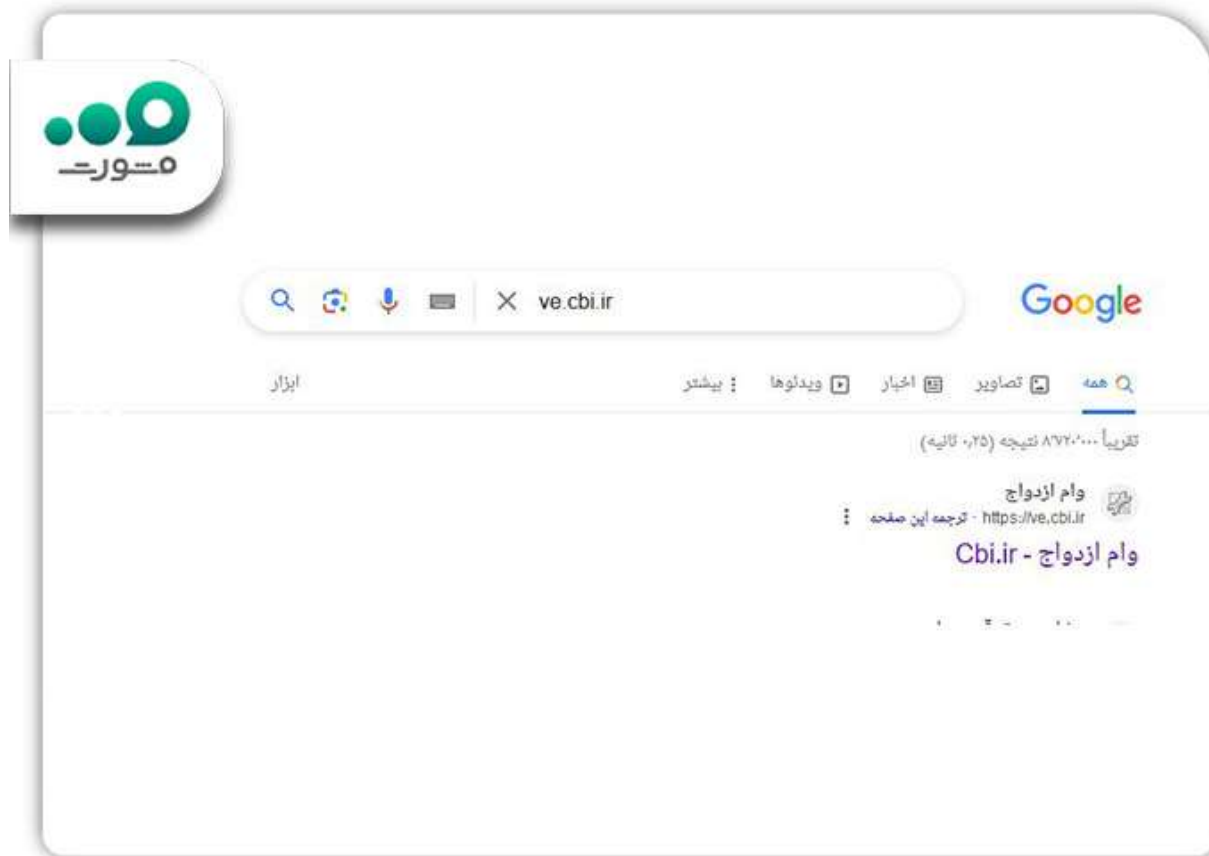 مشورت
ve.cbi.ir
Google
همه تصاویر اخبار ویدئوها بیشتر ابزار
تقریباً ۸٬۷۲۰٬۰۰۰ نتیجه (۰٫۲۵ ثانیه)
وام ازدواج
https://ve.cbi.ir · ترجمه این صفحه
وام ازدواج - Cbi.ir